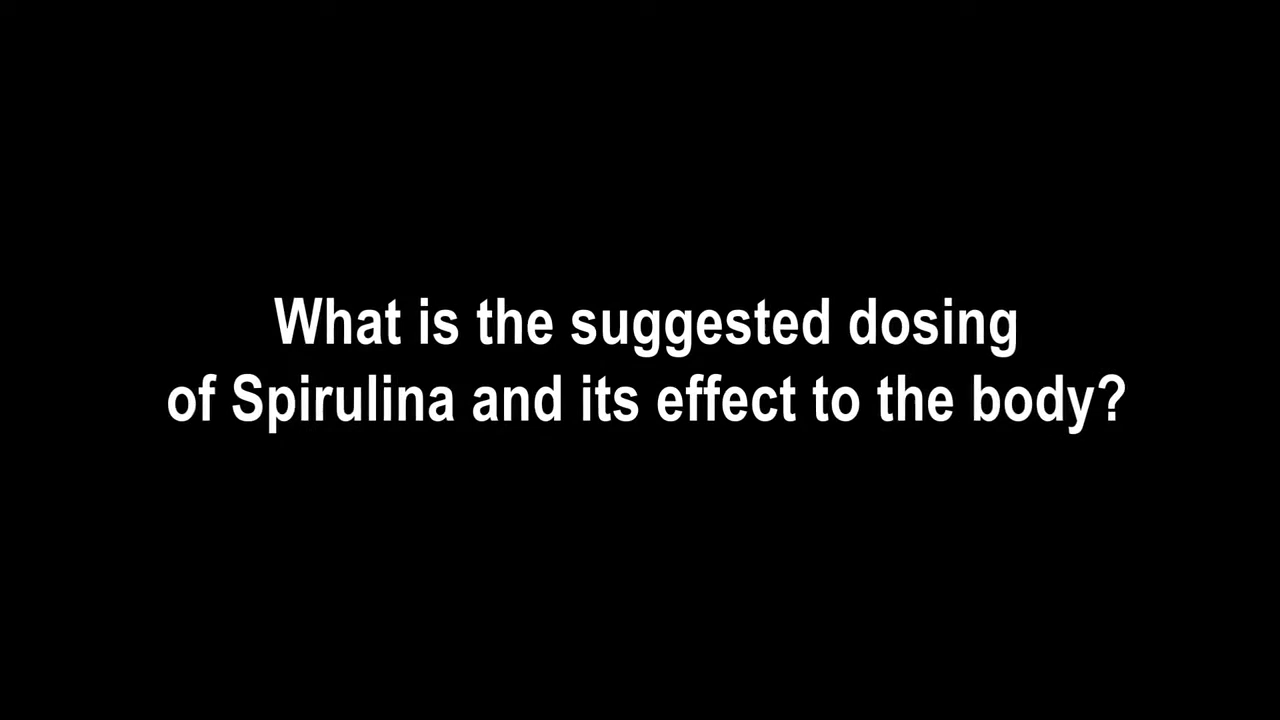 What is the suggested dosing
of Spirulina and its effect to the body?